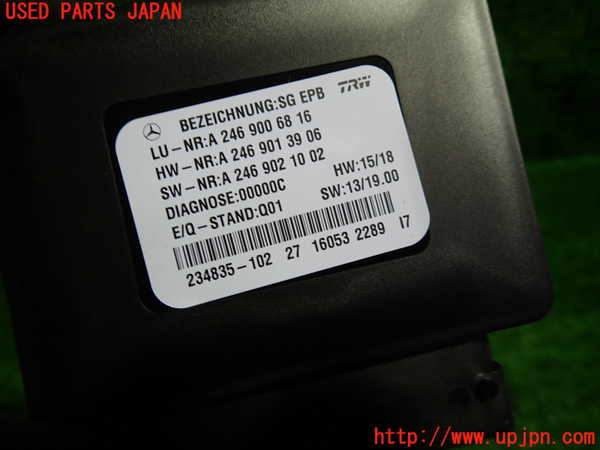 USED PARTS JAPAN
BEZEICHNUNG:SG EPB TRW
LU-NR:A 246 900 68 16
HW-NR:A 246 901 39 06
SW-NR:A 246 902 10 02 HW:15/18
DIAGNOSE:00000C SW:13/19.00
E/Q-STAND:Q01
234835-102 27 16053 2289 17
http://www.upjpn.com/